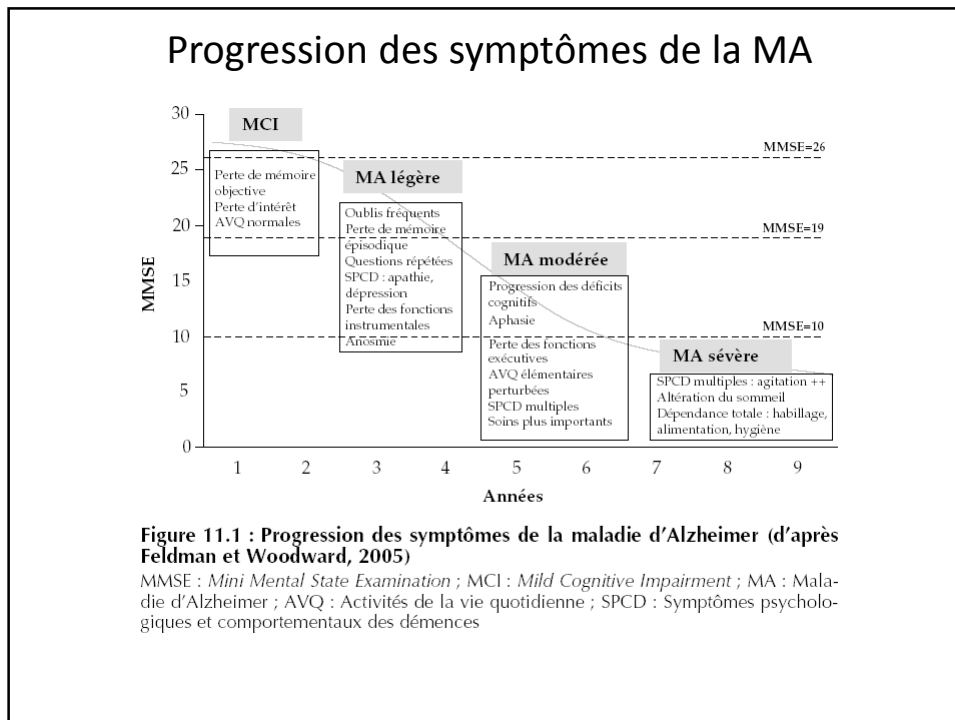 Progression des symptômes de la MA
30
25
20
15
10
5
0
MMSE
MCI
Perte de mémoire
objective
Perte d'intérêt
AVQ normales
MA légère
Oublis fréquents
Perte de mémoire
épisodique
Questions répétées
SPCD : apathie,
dépression
Perte des fonctions
instrumentales
Anosmie
MA modérée
Progression des déficits
cognitifs
Aphasie
Perte des fonctions
exécutives
AVQ élémentaires
perturbées
SPCD multiples
Soins plus importants
MA sévère
SPCD multiples : agitation ++
Altération du sommeil
Dépendance totale : habillage,
alimentation, hygiène
MMSE=26
MMSE=19
MMSE=10
1 2 3 4 5 6 7 8 9
Années
Figure 11.1 : Progression des symptômes de la maladie d'Alzheimer (d'après
Feldman et Woodward, 2005)
MMSE : Mini Mental State Examination ; MCI : Mild Cognitive Impairment ; MA : Mala-
die d'Alzheimer ; AVQ : Activités de la vie quotidienne ; SPCD : Symptômes psycholo-
giques et comportementaux des démences